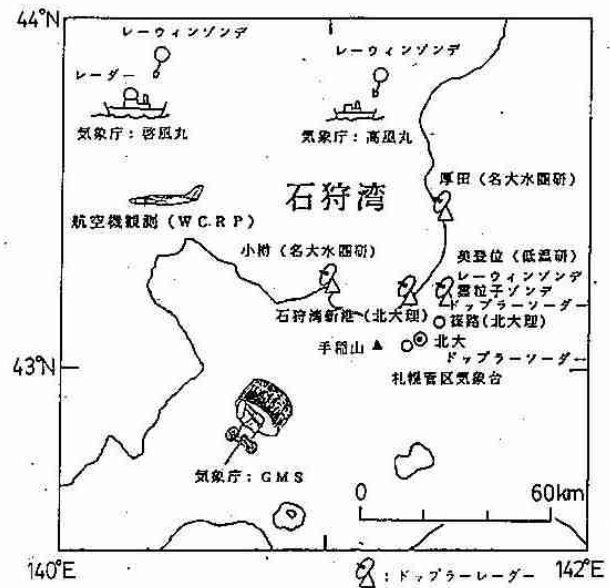 44°N
レーウィンゾンデ
レーウィンゾンデ
レーダー
気象庁：啓風丸
気象庁：高風丸
石狩湾
厚田（名大水圏研）
航空機観測（WCRP）
小樽（名大水圏研）
美登位（低温研）
レーウィンゾンデ
雲粒子ゾンデ
ドップラーソーダー
石狩湾新港（北大理）
篠路（北大理）
手稲山
北大
ドップラーソーダー
43°N
札幌管区気象台
気象庁：GMS
0
60km
140°E
142°E
：ドップラーレーダー